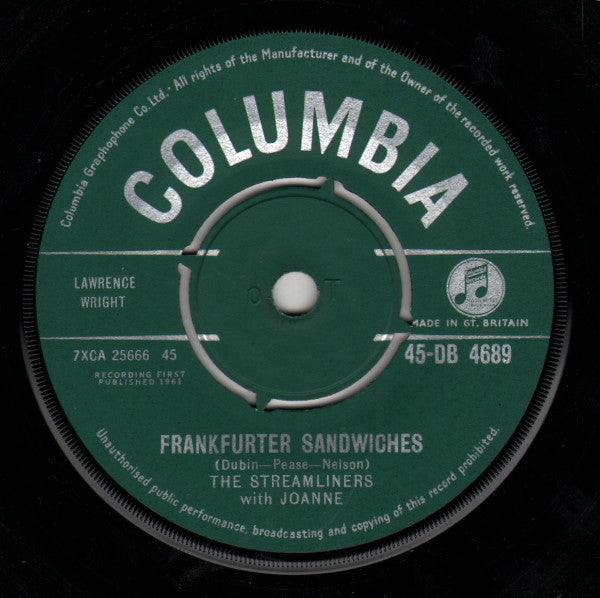 Columbia Graphophone Co. Ltd. · All rights of the Manufacturer and of the Owner of the recorded work reserved.
COLUMBIA
LAWRENCE
WRIGHT
MADE IN GT. BRITAIN
7XCA 25666 45
45-DB 4689
RECORDING FIRST
PUBLISHED 1961
FRANKFURTER SANDWICHES
(Dubin—Pease—Nelson)
THE STREAMLINERS
with JOANNE
Unauthorised public performance, broadcasting and copying of this record prohibited.